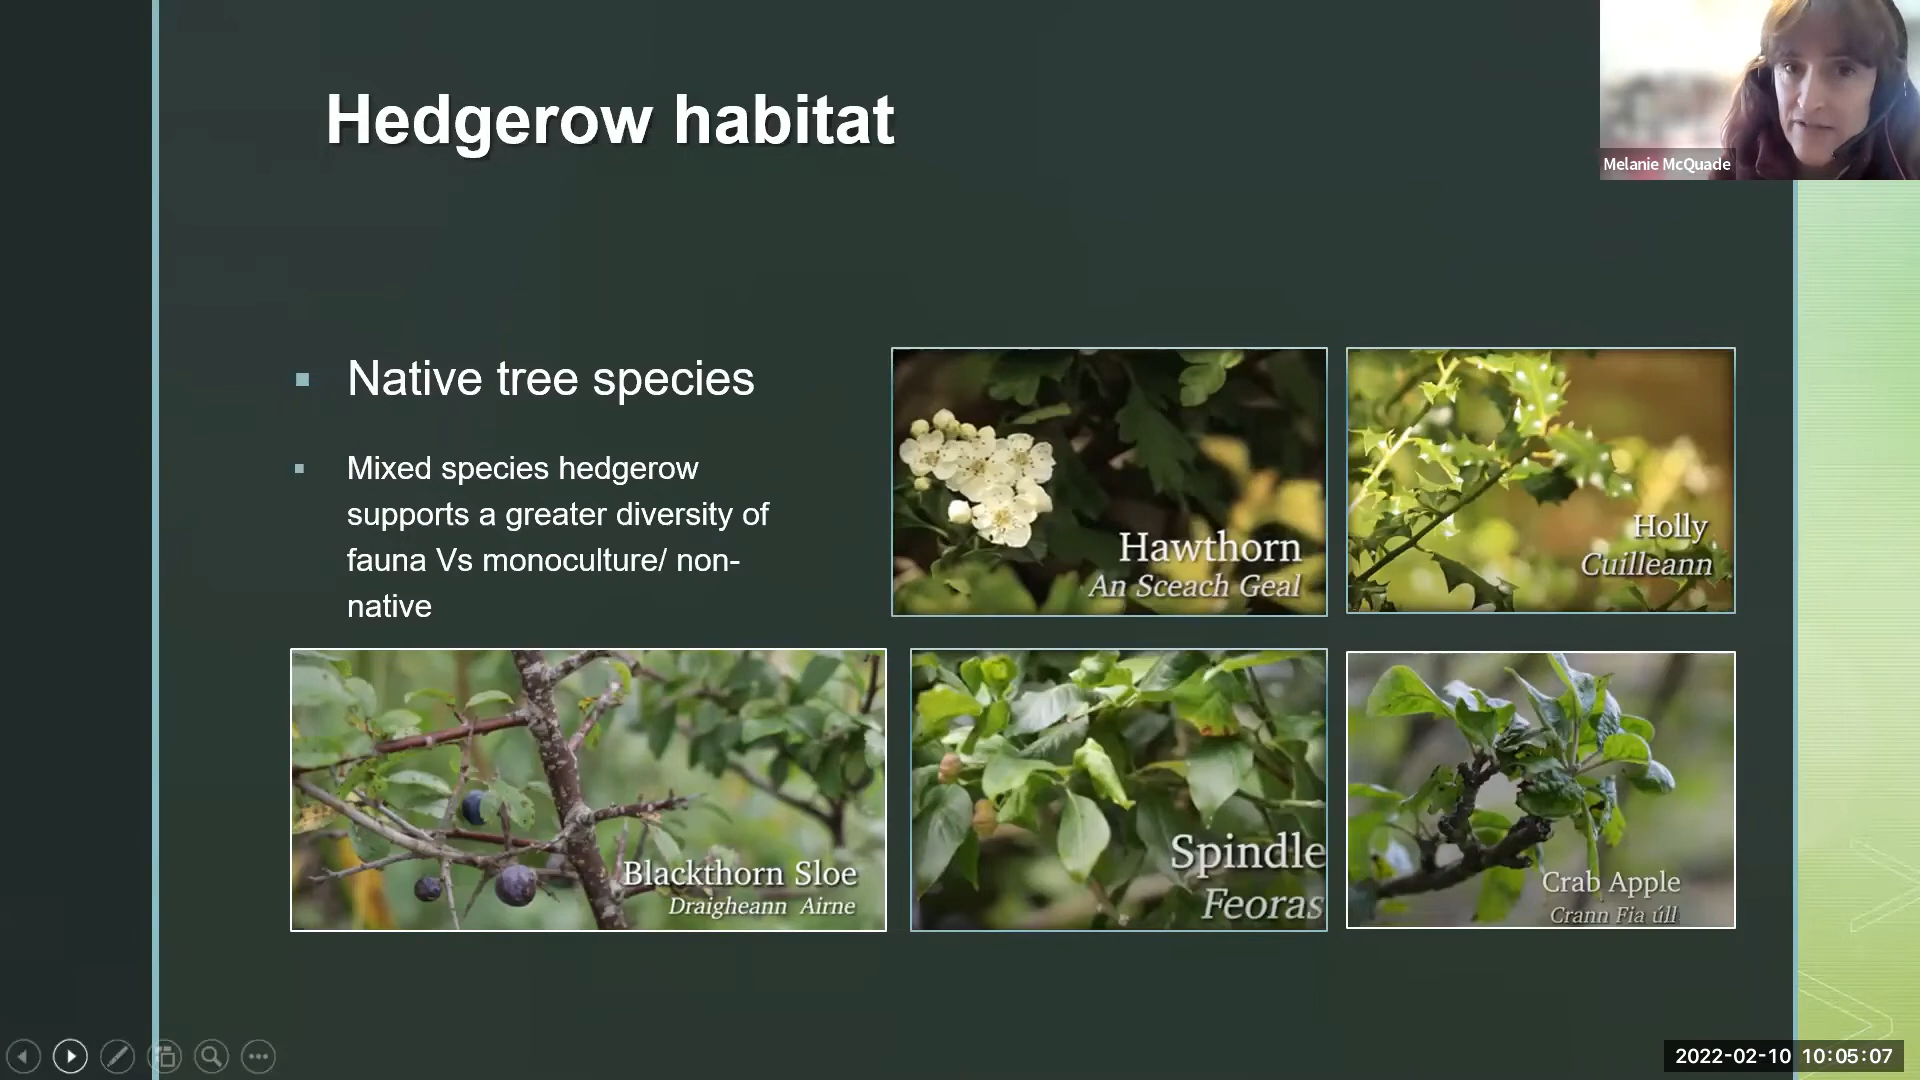 Hedgerow habitat
Melanie McQuade
Native tree species
Mixed species hedgerow
supports a greater diversity of
fauna Vs monoculture/ non-
native
Hawthorn
An Sceach Geal
Holly
Cuilleann
Blackthorn Sloe
Draigheann Airne
Spindle
Feoras
Crab Apple
Crann Fia úll
2022-02-10 10:05:07